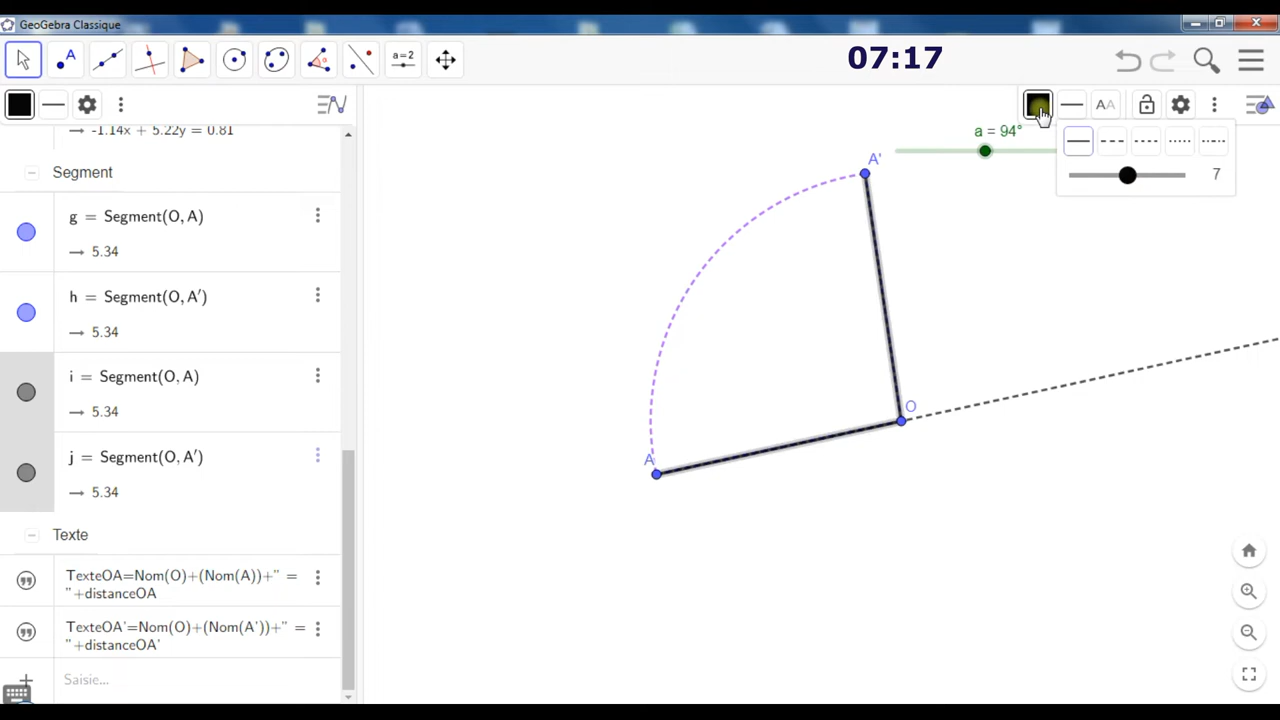 GeoGebra Classique
a=2
07:17
AA
-1.14x + 5.22y = 0.81
a = 94°
7
Segment
A'
g = Segment(O, A)
→ 5.34
h = Segment(O, A′)
→ 5.34
i = Segment(O, A)
→ 5.34
O
j = Segment(O, A′)
→ 5.34
A
Texte
TexteOA=Nom(O)+(Nom(A))+" =
"+distanceOA
TexteOA'=Nom(O)+(Nom(A'))+" =
"+distanceOA'
Saisie...